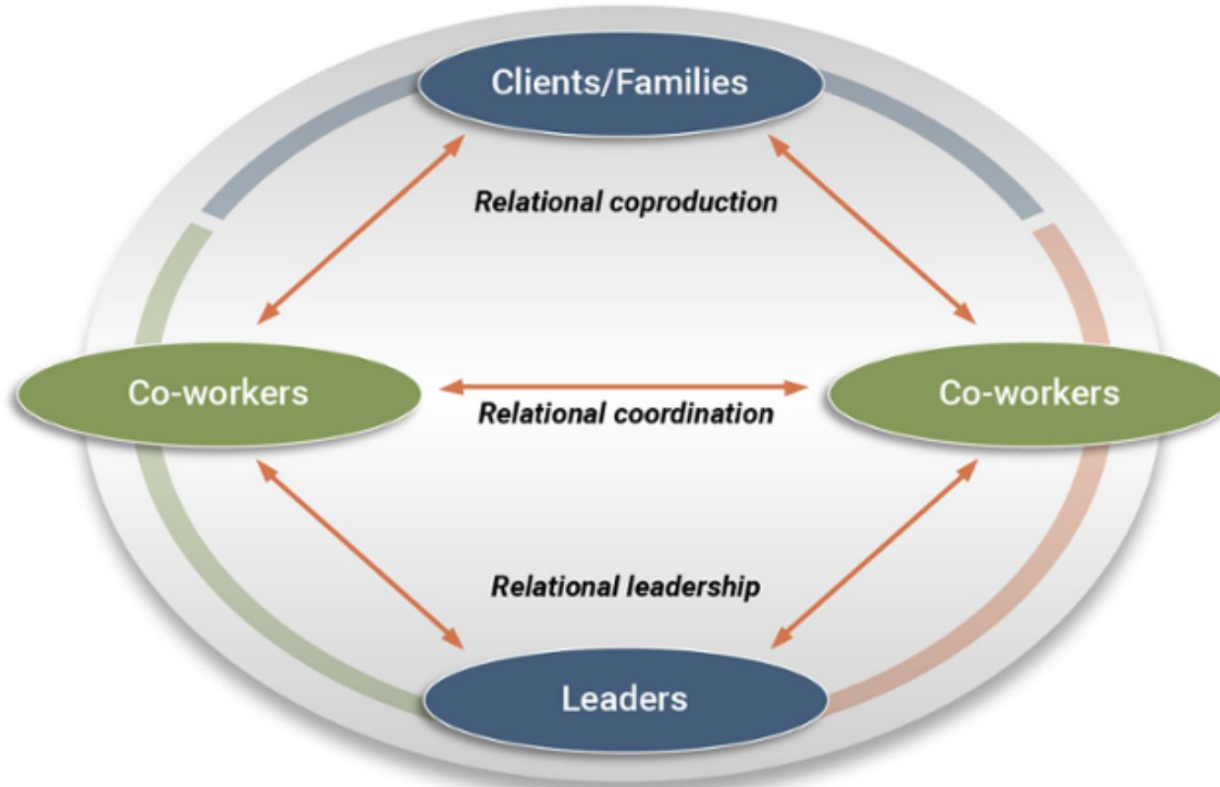 Clients/Families
Relational coproduction
Co-workers
Co-workers
Relational coordination
Relational leadership
Leaders